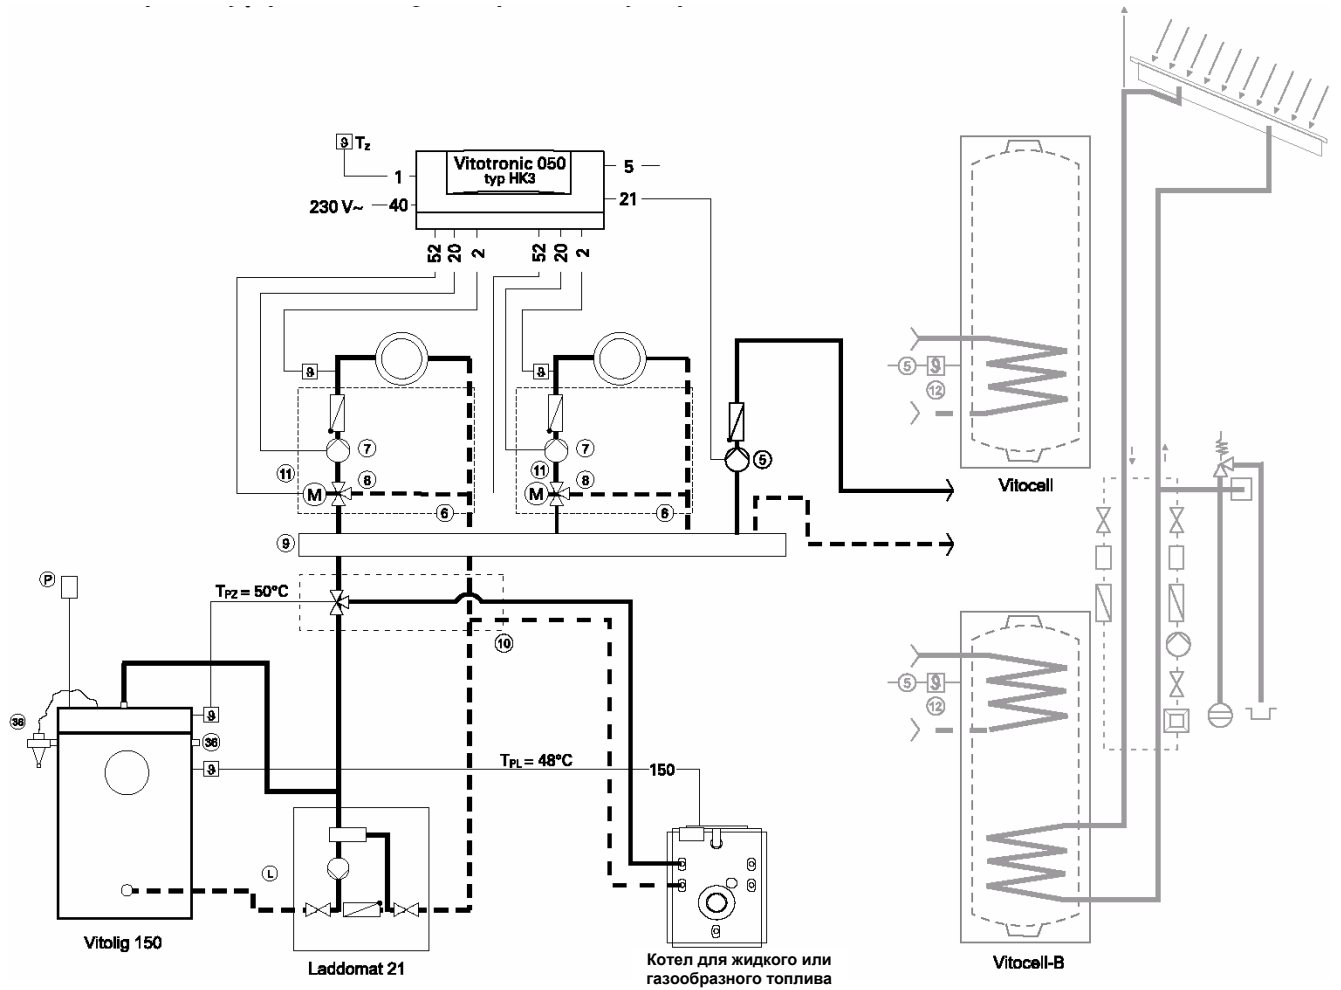 ϑ Tz
Vitotronic 050
typ HK3
1
5
230 V~
40
21
52
20
2
52
20
2
ϑ
ϑ
5
ϑ
12
7
7
5
11
8
11
8
M
M
6
6
Vitocell
9
P
TPZ = 50°C
10
5
ϑ
12
36
ϑ
36
ϑ
TPL = 48°C
150
L
Vitolig 150
Laddomat 21
Котел для жидкого или
газообразного топлива
Vitocell-B